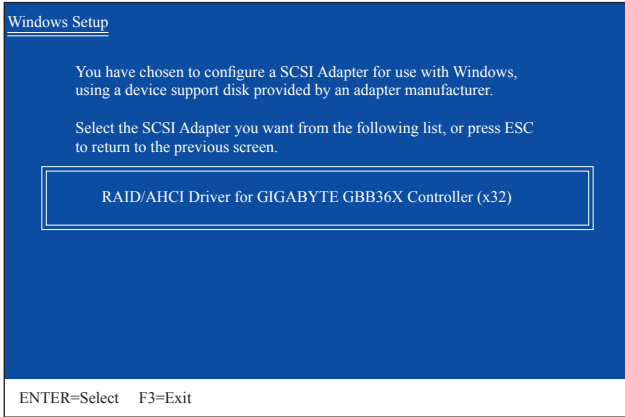 Windows Setup
You have chosen to configure a SCSI Adapter for use with Windows,
using a device support disk provided by an adapter manufacturer.
Select the SCSI Adapter you want from the following list, or press ESC
to return to the previous screen.
RAID/AHCI Driver for GIGABYTE GBB36X Controller (x32)
ENTER=Select F3=Exit